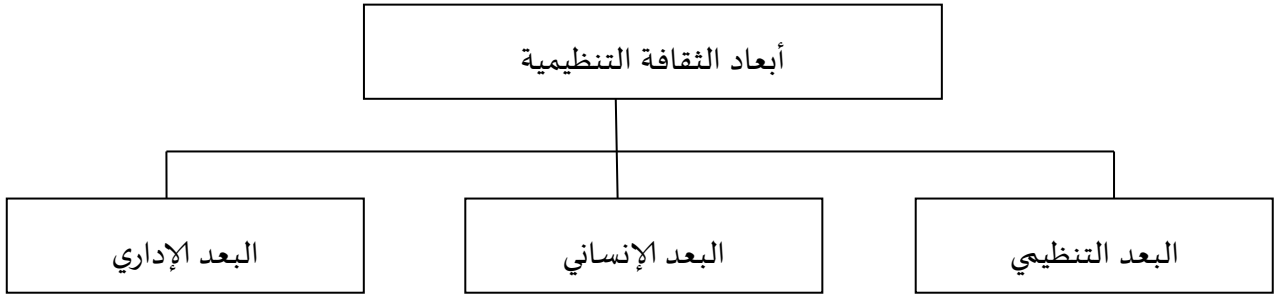 أبعاد الثقافة التنظيمية
البعد التنظيمي
البعد الإنساني
البعد الإداري